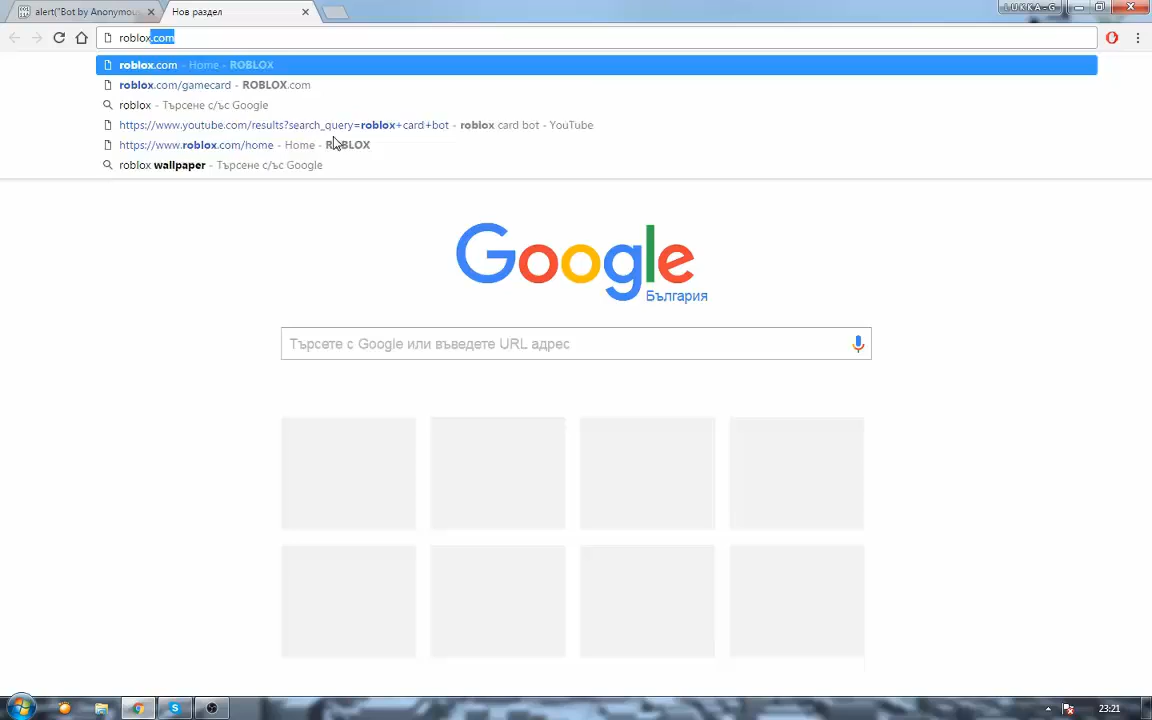 alert("Bot by Anonymou
Нов раздел
LUKKA-G
roblox.com
roblox.com - Home - ROBLOX
roblox.com/gamecard - ROBLOX.com
roblox - Търсене с/ъс Google
https://www.youtube.com/results?search_query=roblox+card+bot - roblox card bot - YouTube
https://www.roblox.com/home - Home - ROBLOX
roblox wallpaper - Търсене с/ъс Google
Google
България
Търсете с Google или въведете URL адрес
23:21